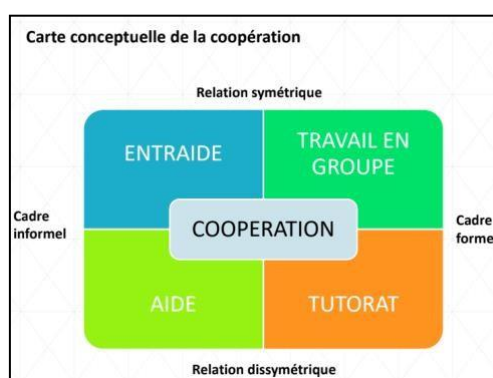 Carte conceptuelle de la coopération
Relation symétrique
ENTRAIDE
TRAVAIL EN
GROUPE
Cadre
informel
COOPERATION
Cadre
forme
AIDE
TUTORAT
Relation dissymétrique